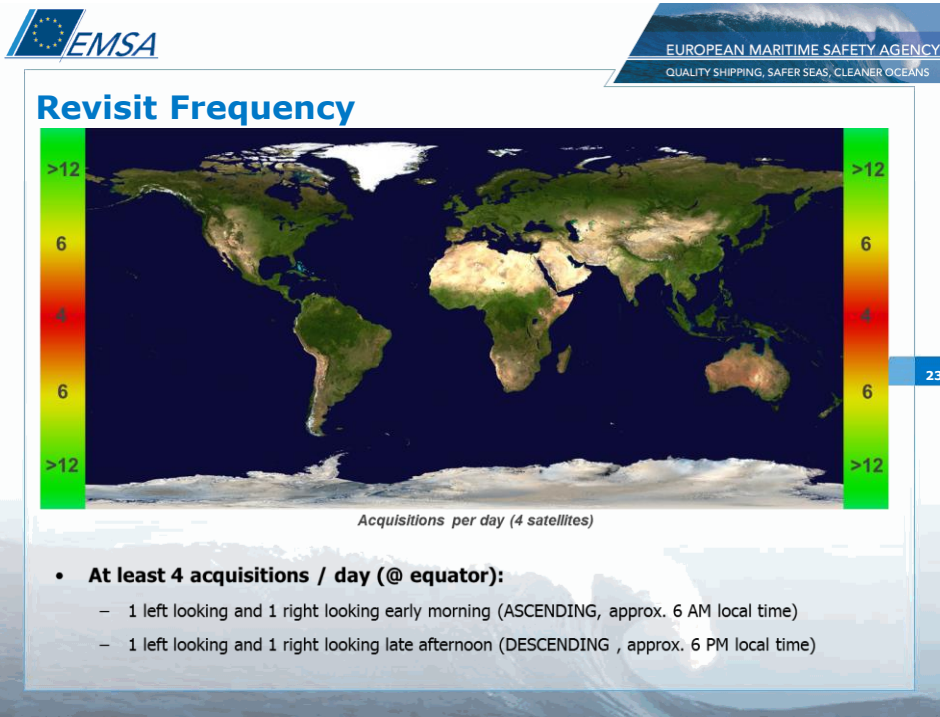 EMSA
EUROPEAN MARITIME SAFETY AGENCY
QUALITY SHIPPING, SAFER SEAS, CLEANER OCEANS
Revisit Frequency
>12 >12
6 6
4 4
6 6
23
>12 >12
Acquisitions per day (4 satellites)
• At least 4 acquisitions / day (@ equator):
– 1 left looking and 1 right looking early morning (ASCENDING, approx. 6 AM local time)
– 1 left looking and 1 right looking late afternoon (DESCENDING , approx. 6 PM local time)